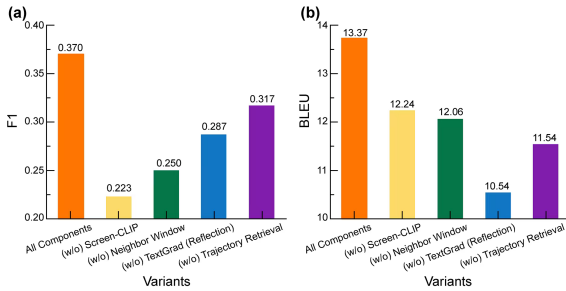 (a)
0.40
0.35
0.30
0.25
0.20
F1
0.370
0.223
0.250
0.287
0.317
All Components
(w/o) Screen-CLIP
(w/o) Neighbor Window
(w/o) TextGrad (Reflection)
(w/o) Trajectory Retrieval
Variants
(b)
14
13
12
11
10
BLEU
13.37
12.24
12.06
10.54
11.54
All Components
(w/o) Screen-CLIP
(w/o) Neighbor Window
(w/o) TextGrad (Reflection)
(w/o) Trajectory Retrieval
Variants